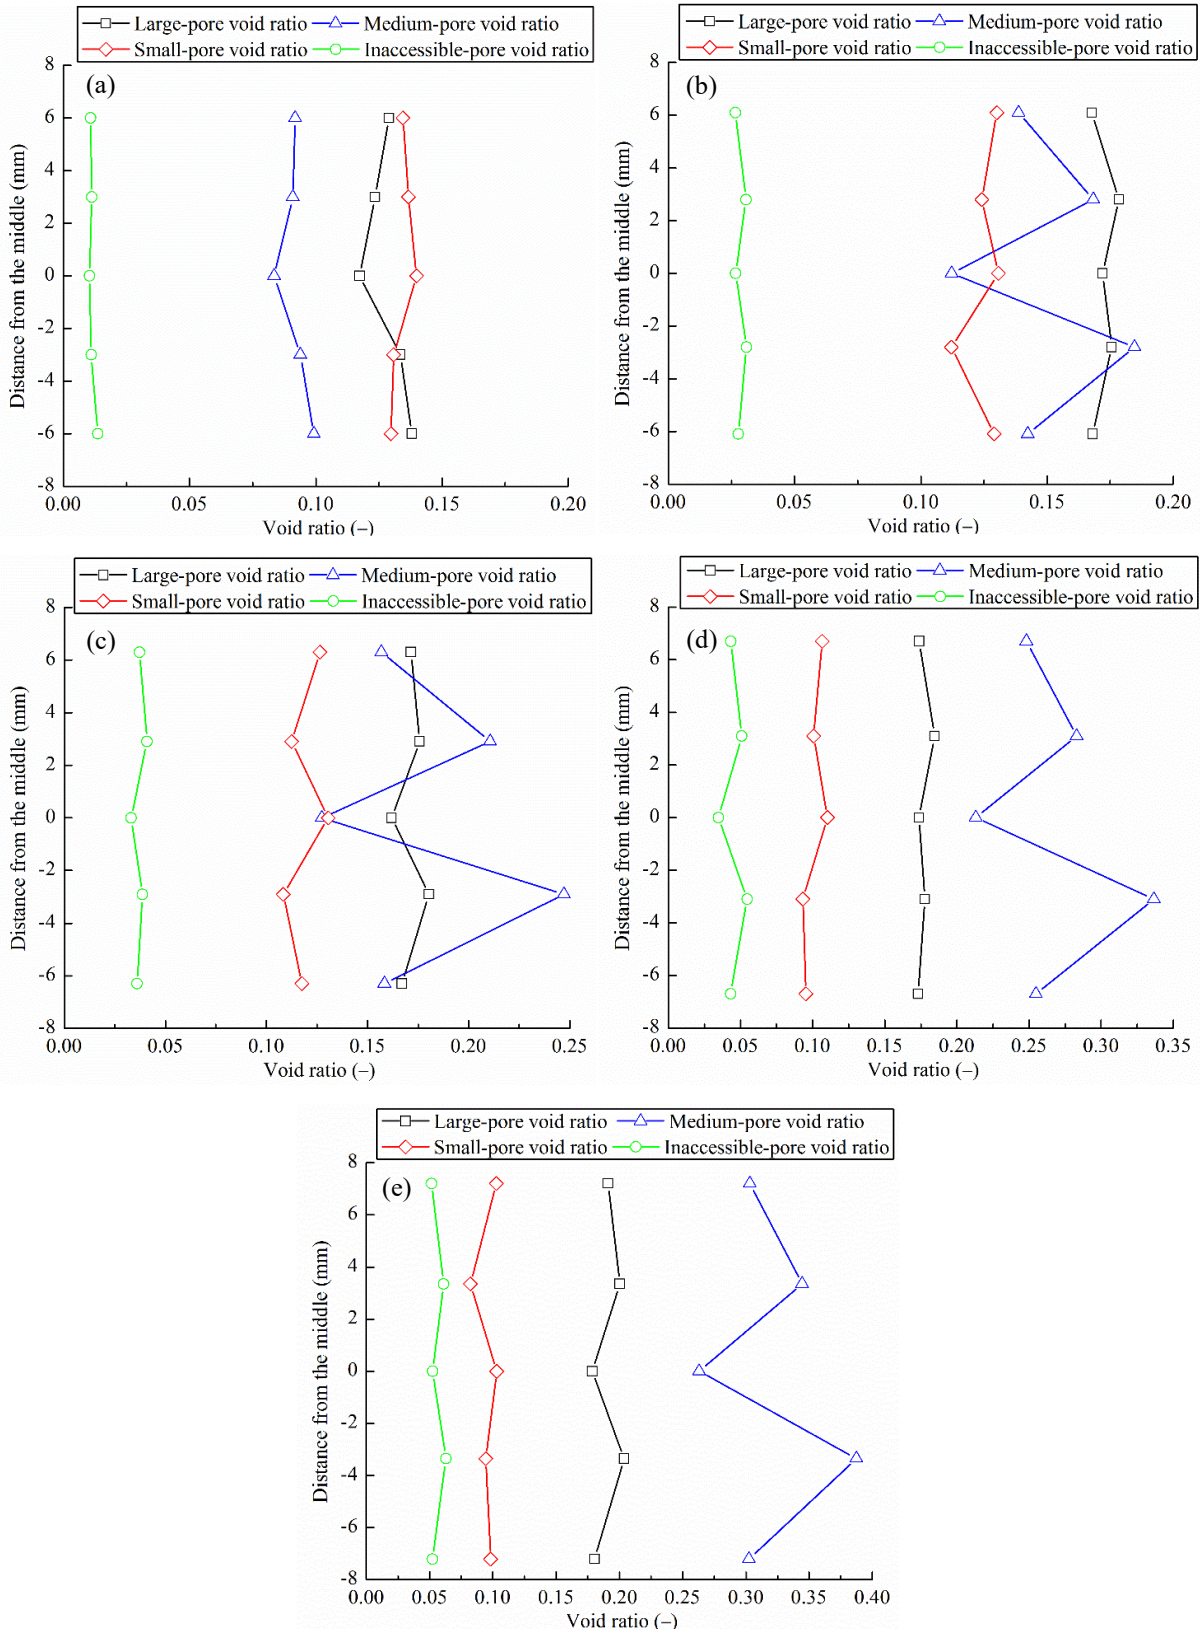 Large-pore void ratio Medium-pore void ratio
Small-pore void ratio Inaccessible-pore void ratio
(a)
Distance from the middle (mm)
8
6
4
2
0
-2
-4
-6
-8
0.00 0.05 0.10 0.15 0.20
Void ratio (–)
Large-pore void ratio Medium-pore void ratio
Small-pore void ratio Inaccessible-pore void ratio
(b)
Distance from the middle (mm)
8
6
4
2
0
-2
-4
-6
-8
0.00 0.05 0.10 0.15 0.20
Void ratio (–)
Large-pore void ratio Medium-pore void ratio
Small-pore void ratio Inaccessible-pore void ratio
(c)
Distance from the middle (mm)
8
6
4
2
0
-2
-4
-6
-8
0.00 0.05 0.10 0.15 0.20 0.25
Void ratio (–)
Large-pore void ratio Medium-pore void ratio
Small-pore void ratio Inaccessible-pore void ratio
(d)
Distance from the middle (mm)
8
6
4
2
0
-2
-4
-6
-8
0.00 0.05 0.10 0.15 0.20 0.25 0.30 0.35
Void ratio (–)
Large-pore void ratio Medium-pore void ratio
Small-pore void ratio Inaccessible-pore void ratio
(e)
Distance from the middle (mm)
8
6
4
2
0
-2
-4
-6
-8
0.00 0.05 0.10 0.15 0.20 0.25 0.30 0.35 0.40
Void ratio (–)